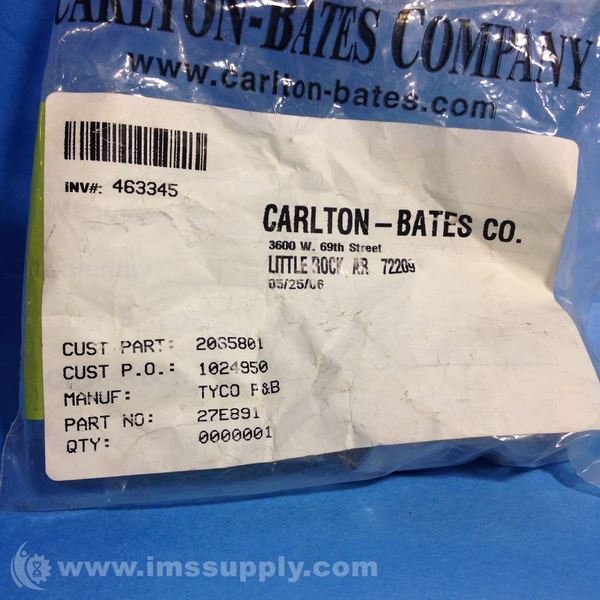 CARLTON-BATES COMPANY
www.carlton-bates.com
INV#: 463345
CARLTON-BATES CO.
3600 W. 69th Street
LITTLE ROCK, AR 72209
05/25/06
CUST PART: 2065801
CUST P.O.: 1024950
MANUF: TYCO P&B
PART NO: 27E891
QTY: 0000001
www.imssupply.com